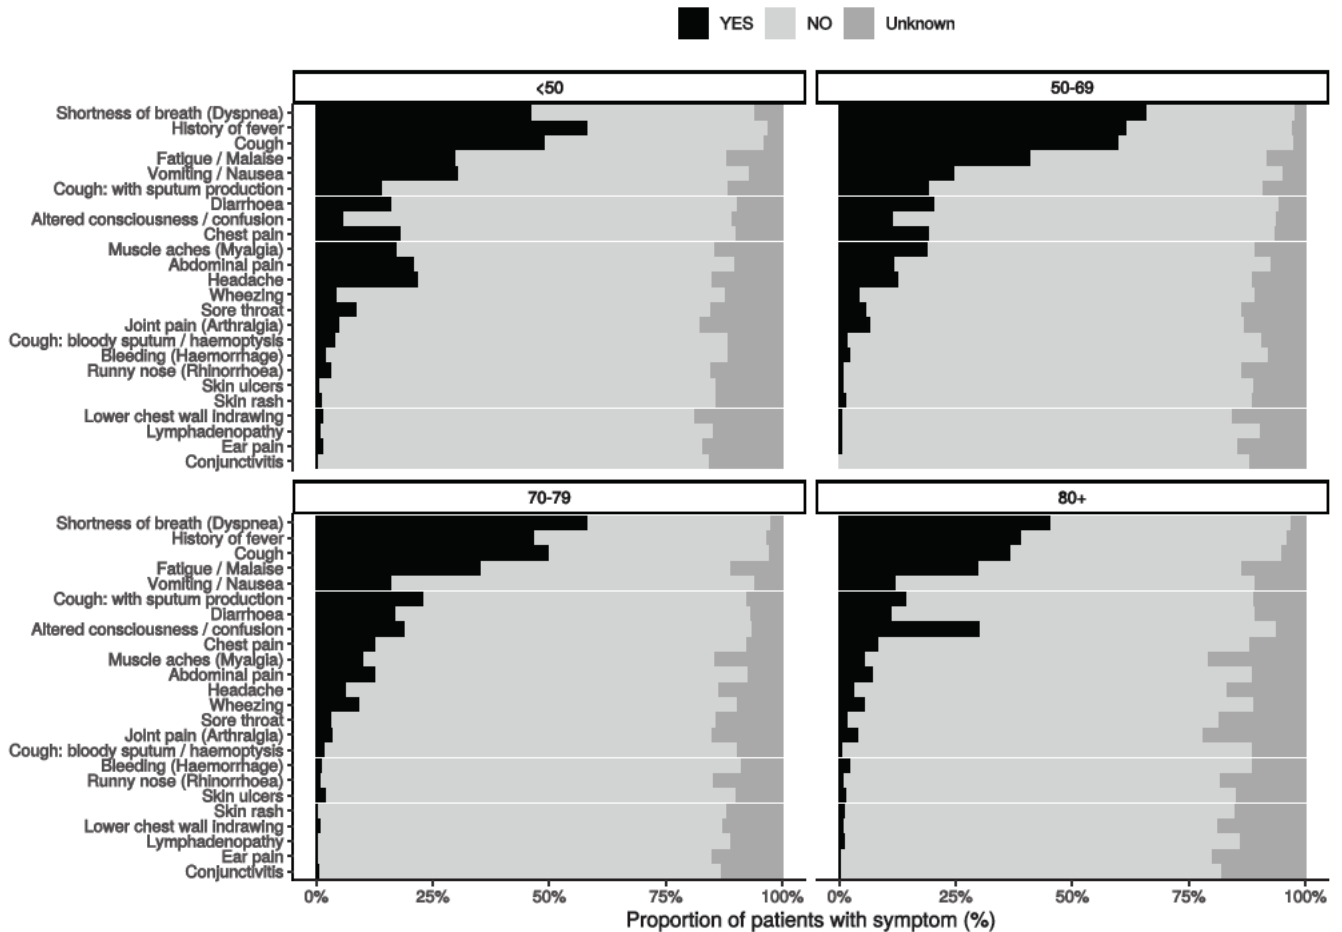 YES NO Unknown
<50 50-69
Shortness of breath (Dyspnea)
History of fever
Cough
Fatigue / Malaise
Vomiting / Nausea
Cough: with sputum production
Diarrhoea
Altered consciousness / confusion
Chest pain
Muscle aches (Myalgia)
Abdominal pain
Headache
Wheezing
Sore throat
Joint pain (Arthralgia)
Cough: bloody sputum / haemoptysis
Bleeding (Haemorrhage)
Runny nose (Rhinorrhoea)
Skin ulcers
Skin rash
Lower chest wall indrawing
Lymphadenopathy
Ear pain
Conjunctivitis
70-79 80+
Shortness of breath (Dyspnea)
History of fever
Cough
Fatigue / Malaise
Vomiting / Nausea
Cough: with sputum production
Diarrhoea
Altered consciousness / confusion
Chest pain
Muscle aches (Myalgia)
Abdominal pain
Headache
Wheezing
Sore throat
Joint pain (Arthralgia)
Cough: bloody sputum / haemoptysis
Bleeding (Haemorrhage)
Runny nose (Rhinorrhoea)
Skin ulcers
Skin rash
Lower chest wall indrawing
Lymphadenopathy
Ear pain
Conjunctivitis
0% 25% 50% 75% 100% 0% 25% 50% 75% 100%
Proportion of patients with symptom (%)